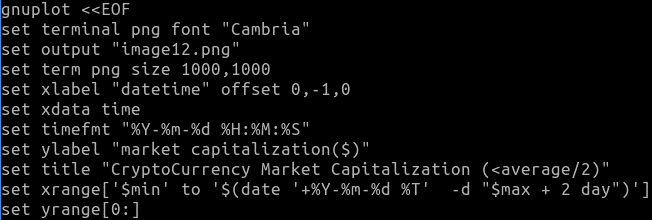 gnuplot <<EOF
set terminal png font "Cambria"
set output "image12.png"
set term png size 1000,1000
set xlabel "datetime" offset 0,-1,0
set xdata time
set timefmt "%Y-%m-%d %H:%M:%S"
set ylabel "market capitalization($)"
set title "CryptoCurrency Market Capitalization (<average/2)"
set xrange['$min' to '$(date '+%Y-%m-%d %T'  -d "$max + 2 day")']
set yrange[0:]